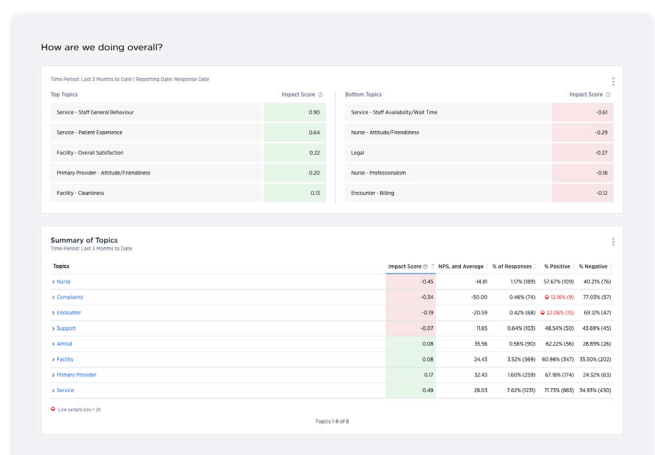 How are we doing overall?
Time Period: Last 3 Months to Date | Reporting Date: Response Date
Top Topics Impact Score
Service - Staff General Behaviour 0.90
Service - Patient Experience 0.64
Facility - Overall Satisfaction 0.22
Primary Provider - Attitude/Friendliness 0.20
Facility - Cleanliness 0.13
Bottom Topics Impact Score
Service - Staff Availability/Wait Time -0.61
Nurse - Attitude/Friendliness -0.29
Legal -0.27
Nurse - Professionalism -0.18
Encounter - Billing -0.12
Summary of Topics
Time Period: Last 3 Months to Date
Topics Impact Score NPS, and Average % of Responses % Positive % Negative
Nurse -0.45 -14.81 1.17% (189) 57.67% (109) 40.21% (76)
Complaints -0.34 -50.00 0.46% (74) 12.16% (9) 77.03% (57)
Encounter -0.19 -20.59 0.42% (68) 22.06% (15) 69.12% (47)
Support -0.07 11.65 0.64% (103) 48.54% (50) 43.69% (45)
Arrival 0.08 35.56 0.56% (90) 62.22% (56) 28.89% (26)
Facility 0.08 24.43 3.52% (569) 60.98% (347) 35.50% (202)
Primary Provider 0.17 32.43 1.60% (259) 67.18% (174) 24.32% (63)
Service 0.49 28.03 7.62% (1231) 71.73% (883) 34.93% (430)
Low sample size < 25
Topics 1-8 of 8